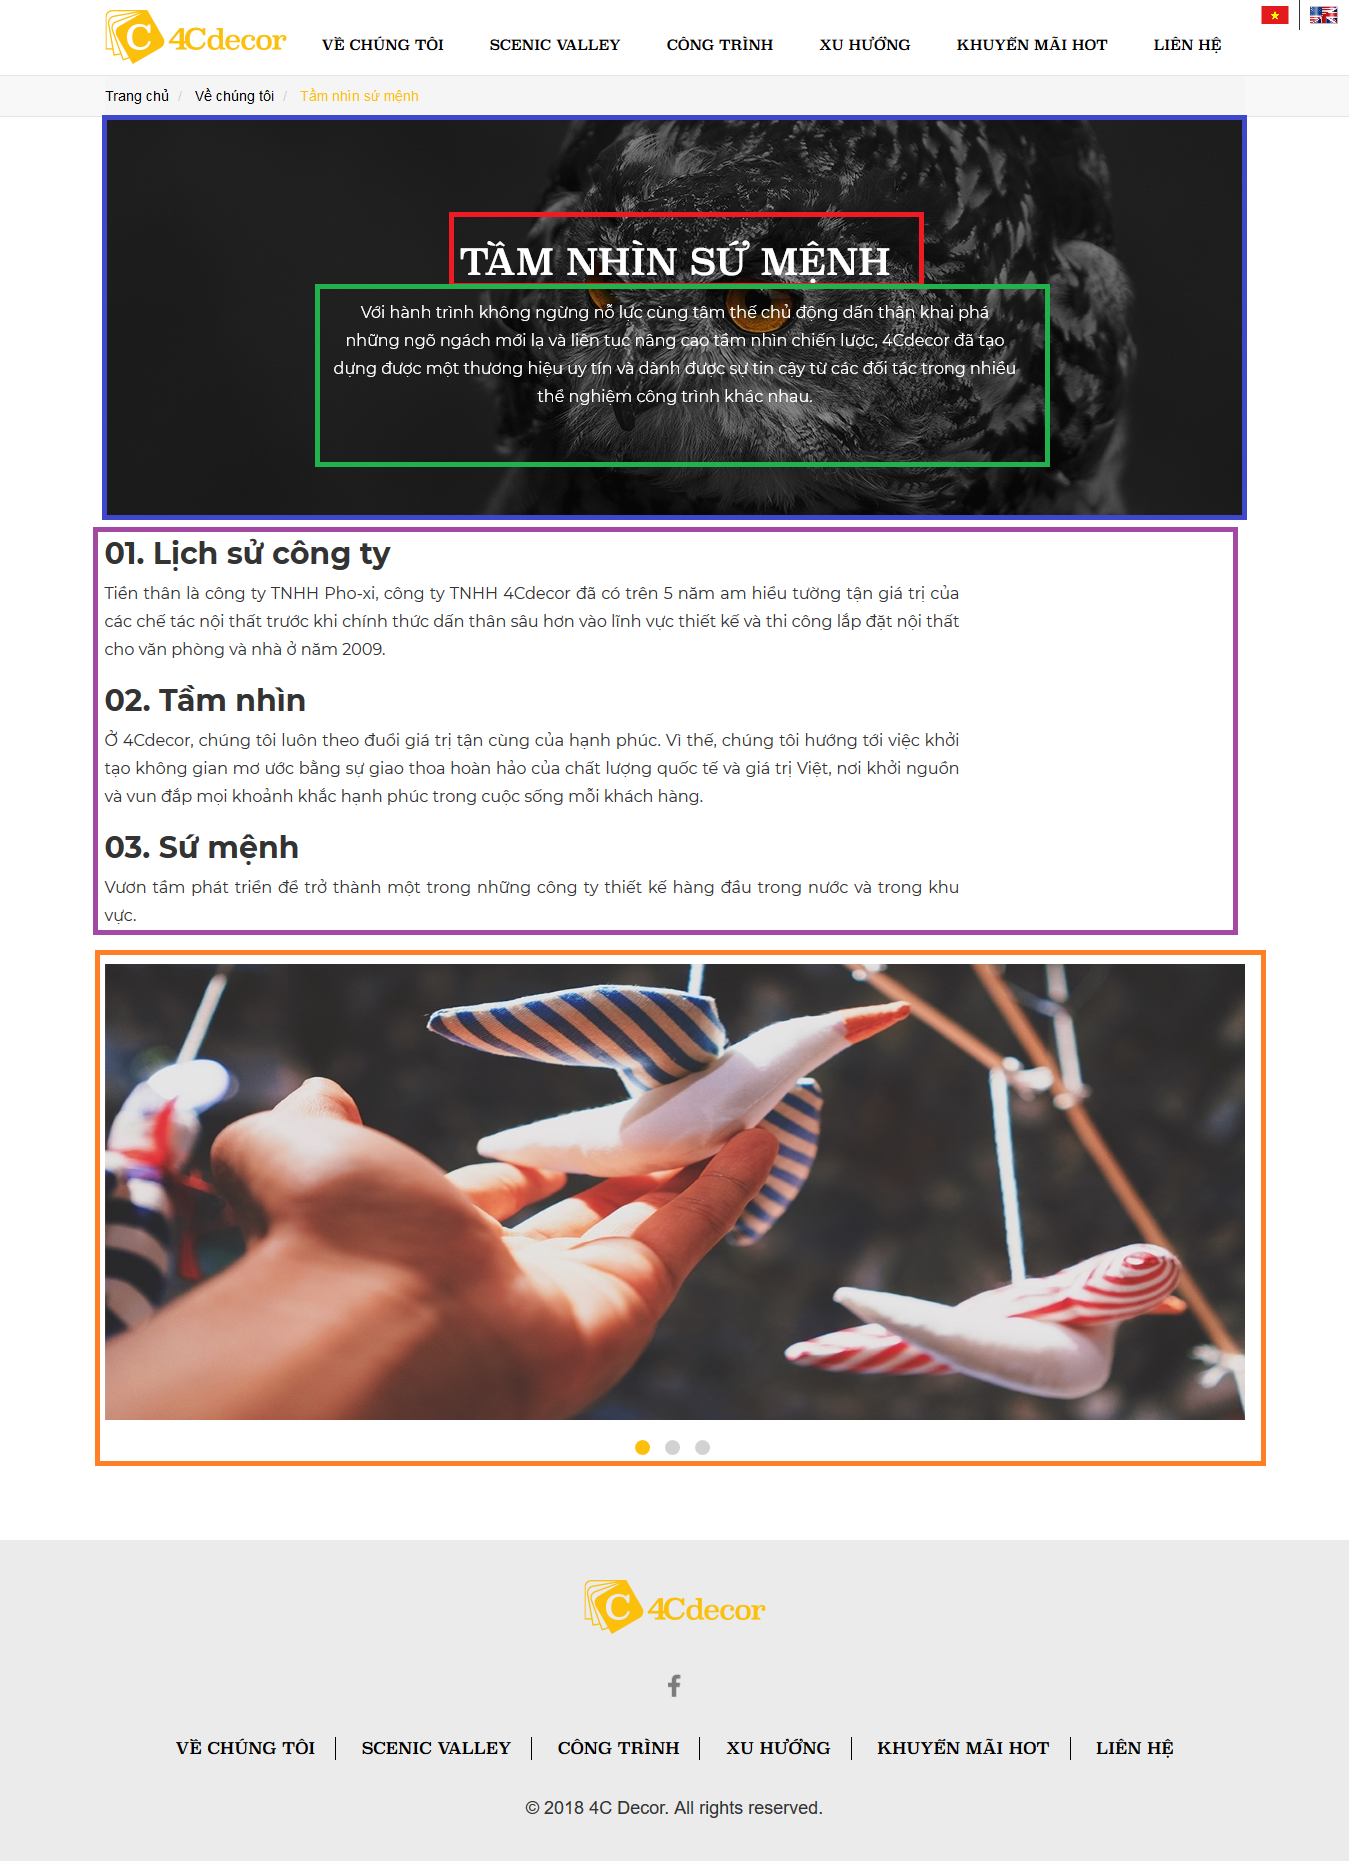 4Cdecor
VỀ CHÚNG TÔI
SCENIC VALLEY
CÔNG TRÌNH
XU HƯỚNG
KHUYẾN MÃI HOT
LIÊN HỆ
Trang chủ / Về chúng tôi / Tầm nhìn sứ mệnh
TẦM NHÌN SỨ MỆNH
Với hành trình không ngừng nỗ lực cùng tâm thế chủ động dấn thân khai phá
những ngõ ngách mới lạ và liên tục nâng cao tầm nhìn chiến lược, 4Cdecor đã tạo
dựng được một thương hiệu uy tín và dành được sự tin cậy từ các đối tác trong nhiều
thể nghiệm công trình khác nhau.
01. Lịch sử công ty
Tiền thân là công ty TNHH Pho-xi, công ty TNHH 4Cdecor đã có trên 5 năm am hiểu tường tận giá trị của
các chế tác nội thất trước khi chính thức dấn thân sâu hơn vào lĩnh vực thiết kế và thi công lắp đặt nội thất
cho văn phòng và nhà ở năm 2009.
02. Tầm nhìn
Ở 4Cdecor, chúng tôi luôn theo đuổi giá trị tận cùng của hạnh phúc. Vì thế, chúng tôi hướng tới việc khởi
tạo không gian mơ ước bằng sự giao thoa hoàn hảo của chất lượng quốc tế và giá trị Việt, nơi khởi nguồn
và vun đắp mọi khoảnh khắc hạnh phúc trong cuộc sống mỗi khách hàng.
03. Sứ mệnh
Vươn tầm phát triển để trở thành một trong những công ty thiết kế hàng đầu trong nước và trong khu
vực.
4Cdecor
VỀ CHÚNG TÔI
SCENIC VALLEY
CÔNG TRÌNH
XU HƯỚNG
KHUYẾN MÃI HOT
LIÊN HỆ
© 2018 4C Decor. All rights reserved.